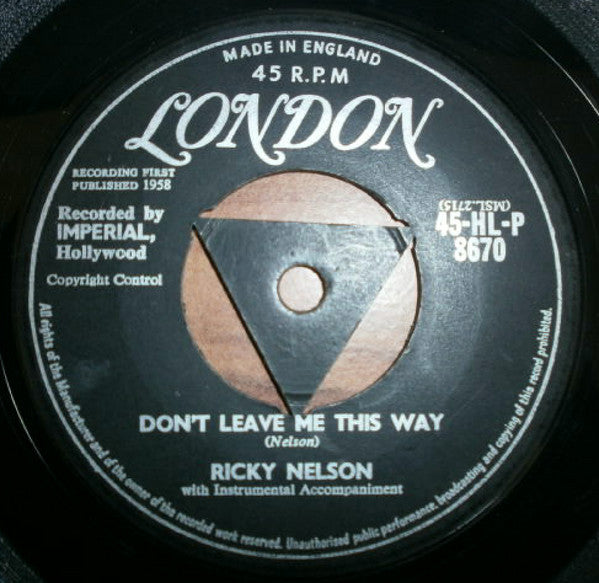 MADE IN ENGLAND
45 R.P.M
LONDON
RECORDING FIRST
PUBLISHED 1958
Recorded by
IMPERIAL,
Hollywood
Copyright Control
(MSL.2715)
45-HL-P
8670
DON'T LEAVE ME THIS WAY
(Nelson)
RICKY NELSON
with Instrumental Accompaniment
All rights of the Manufacturer and of the owner of the recorded work reserved. Unauthorised public performance, broadcasting and copying of this record prohibited.